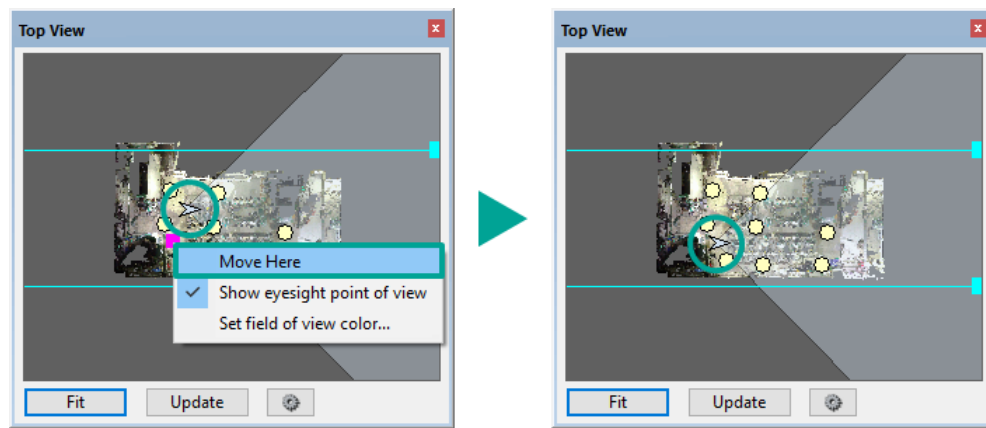 Top View
x
Move Here
Show eyesight point of view
Set field of view color...
Fit
Update
Top View
x
Fit
Update